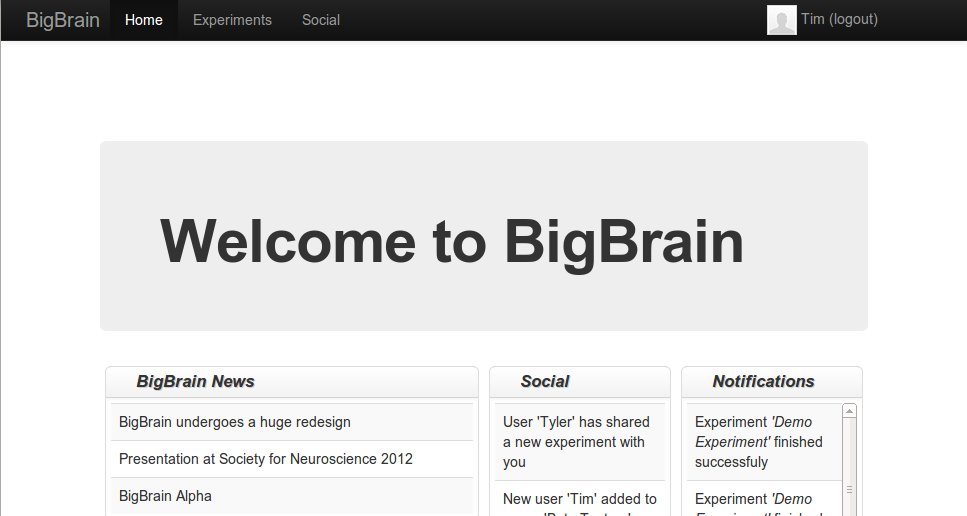 BigBrain Home Experiments Social Tim (logout)
Welcome to BigBrain
BigBrain News
BigBrain undergoes a huge redesign
Presentation at Society for Neuroscience 2012
BigBrain Alpha
Social
User 'Tyler' has shared
a new experiment with
you
New user 'Tim' added to
Notifications
Experiment 'Demo
Experiment' finished
successfuly
Experiment 'Demo
Experiment' finished